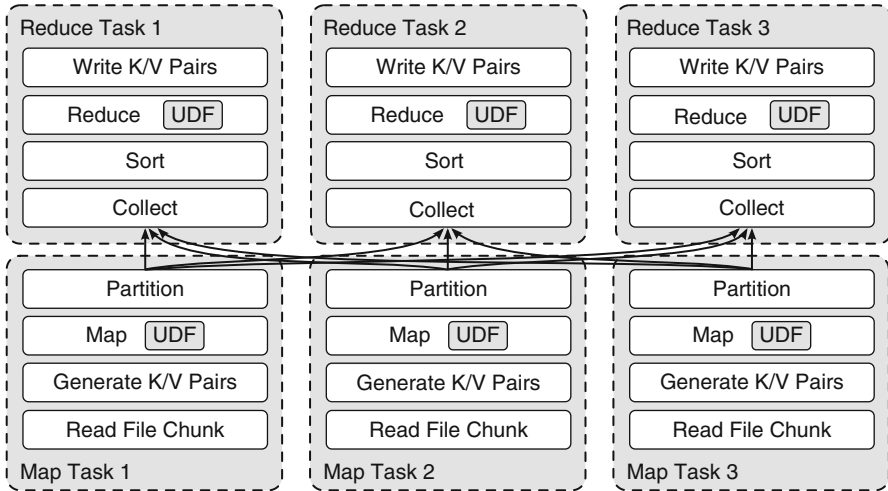 Reduce Task 1
Write K/V Pairs
Reduce UDF
Sort
Collect
Reduce Task 2
Write K/V Pairs
Reduce UDF
Sort
Collect
Reduce Task 3
Write K/V Pairs
Reduce UDF
Sort
Collect
Partition
Map UDF
Generate K/V Pairs
Read File Chunk
Map Task 1
Partition
Map UDF
Generate K/V Pairs
Read File Chunk
Map Task 2
Partition
Map UDF
Generate K/V Pairs
Read File Chunk
Map Task 3